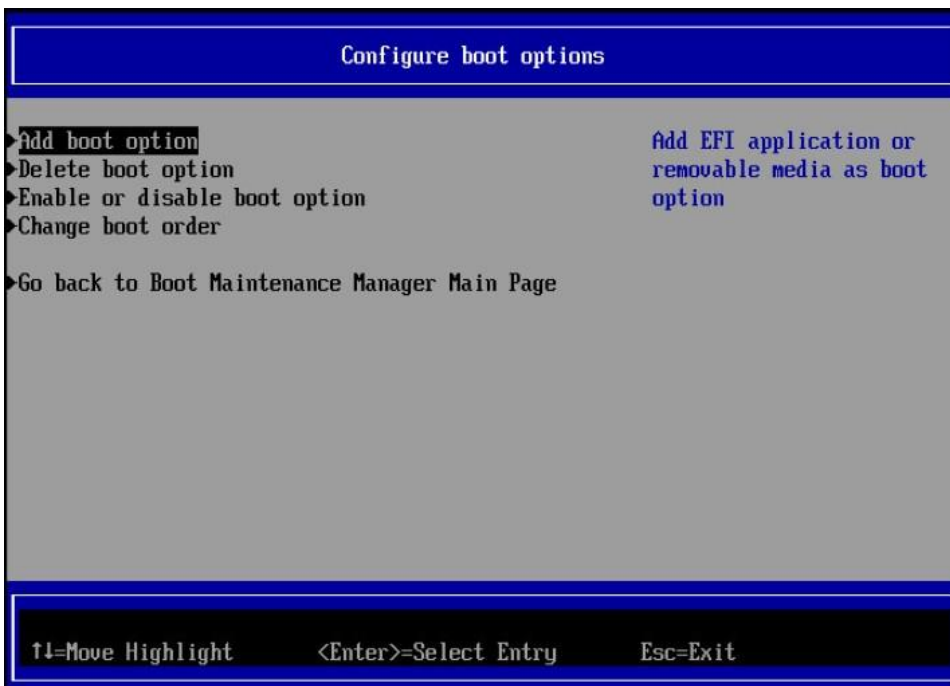 Configure boot options
Add boot option
Delete boot option
Enable or disable boot option
Change boot order
Go back to Boot Maintenance Manager Main Page
Add EFI application or
removable media as boot
option
↑↓=Move Highlight <Enter>=Select Entry Esc=Exit